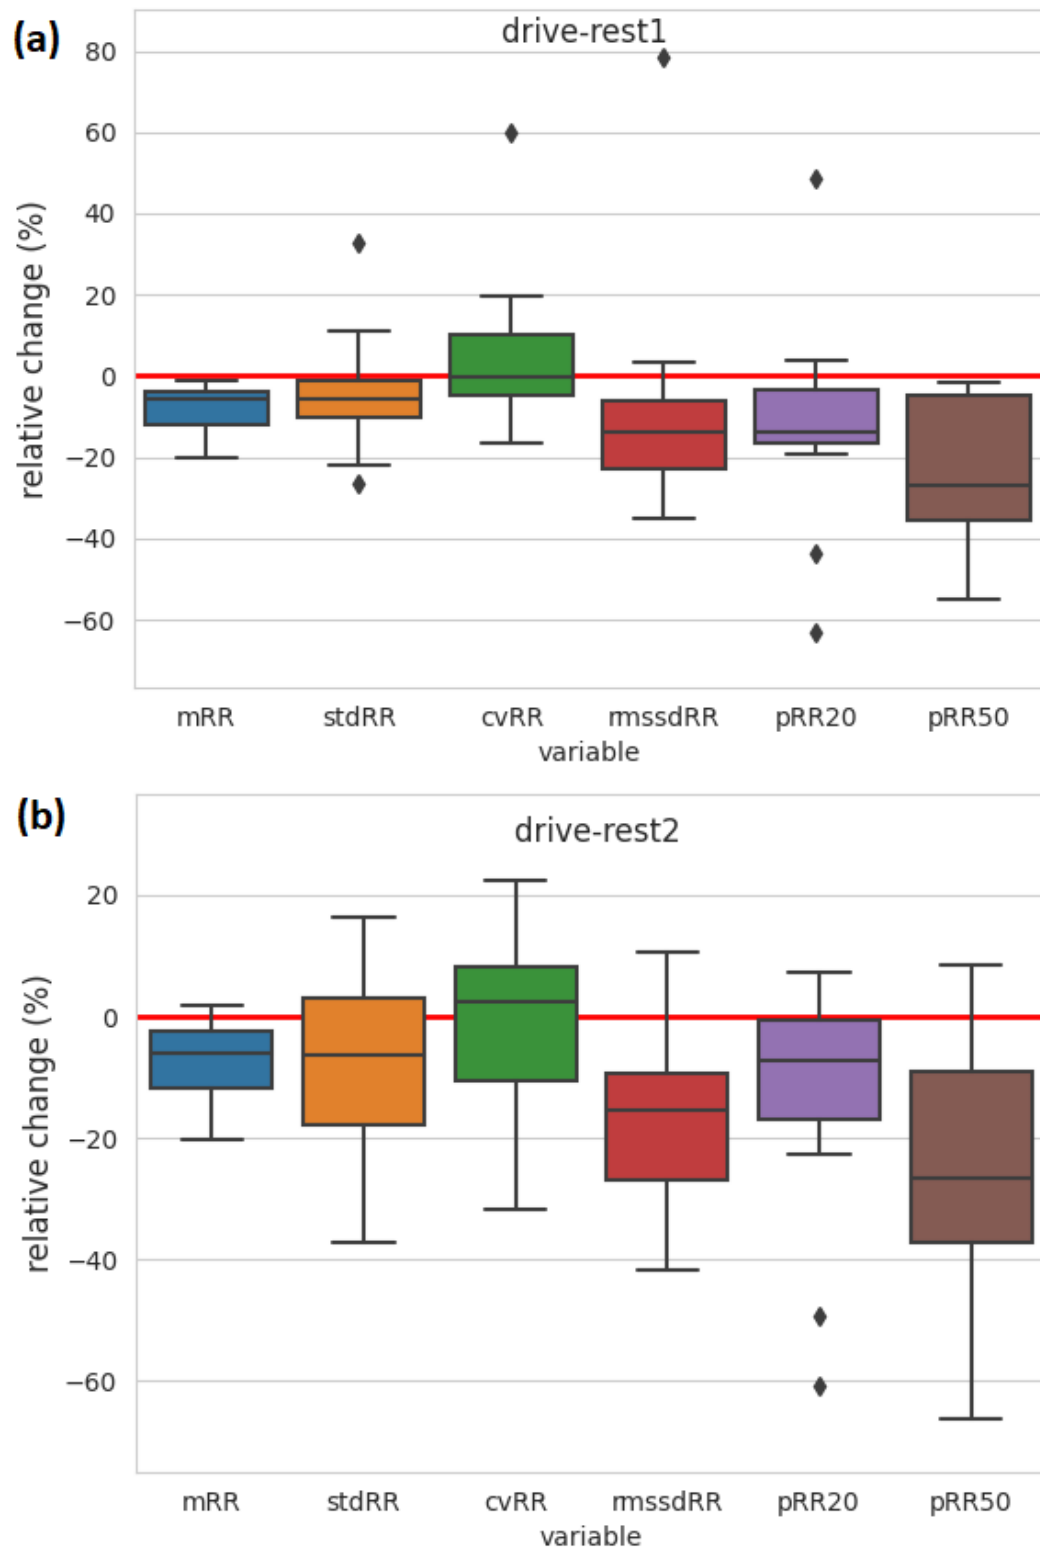 (a)
drive-rest1
80
60
40
20
0
−20
−40
−60
relative change (%)
mRR stdRR cvRR rmssdRR pRR20 pRR50
variable
(b)
drive-rest2
20
0
−20
−40
−60
relative change (%)
mRR stdRR cvRR rmssdRR pRR20 pRR50
variable